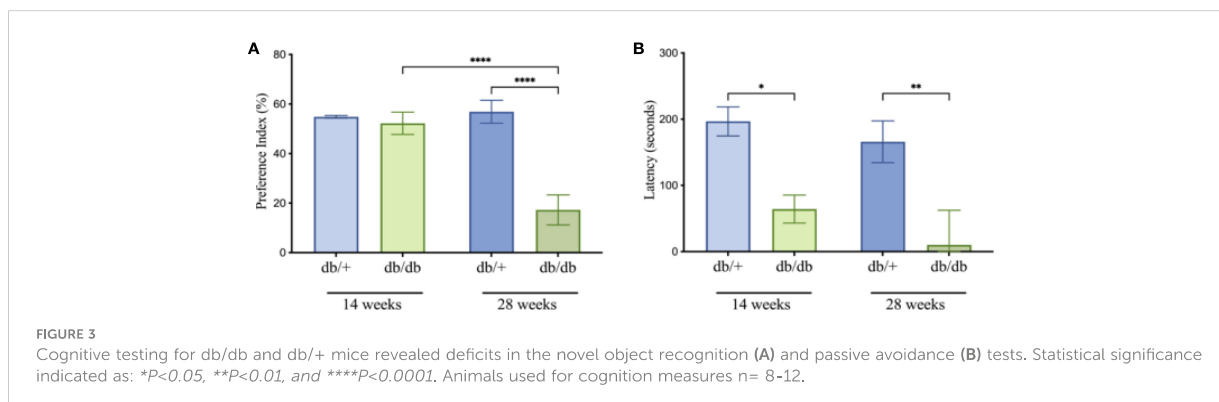 A
Preference Index (%)
80
60
40
20
0
****
****
db/+ db/db db/+ db/db
14 weeks 28 weeks
B
Latency (seconds)
300
200
100
0
*
**
db/+ db/db db/+ db/db
14 weeks 28 weeks
FIGURE 3
Cognitive testing for db/db and db/+ mice revealed deficits in the novel object recognition (A) and passive avoidance (B) tests. Statistical significance
indicated as: *P<0.05, **P<0.01, and ****P<0.0001. Animals used for cognition measures n= 8-12.